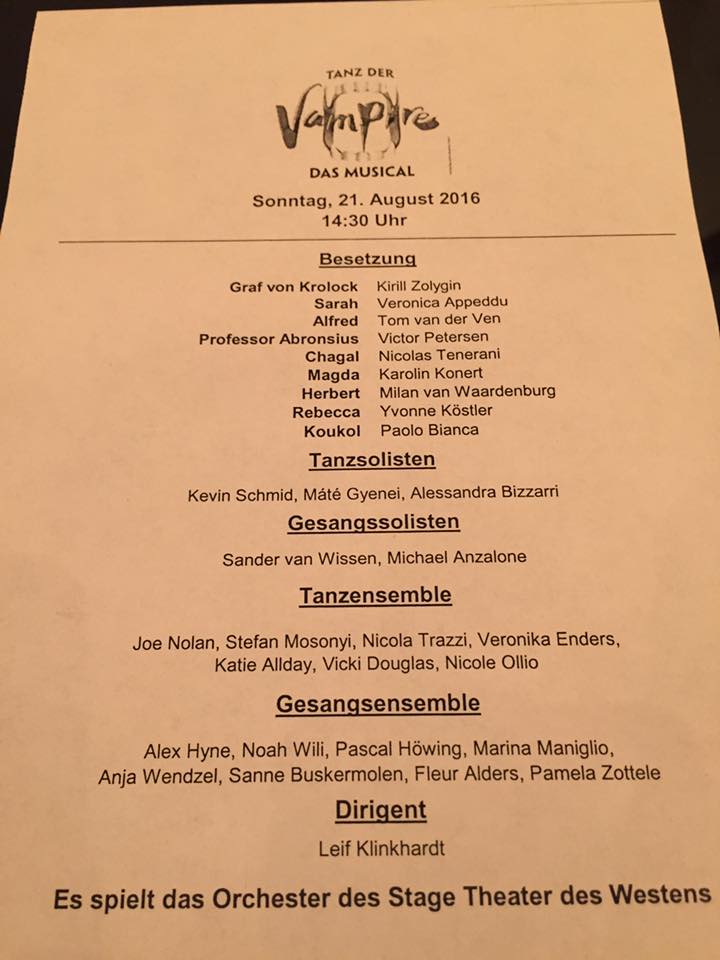 TANZ DER
Vampire
DAS MUSICAL
Sonntag, 21. August 2016
14:30 Uhr
Besetzung
Graf von Krolock Kirill Zolygin
Sarah Veronica Appeddu
Alfred Tom van der Ven
Professor Abronsius Victor Petersen
Chagal Nicolas Tenerani
Magda Karolin Konert
Herbert Milan van Waardenburg
Rebecca Yvonne Köstler
Koukol Paolo Bianca
Tanzsolisten
Kevin Schmid, Máté Gyenei, Alessandra Bizzarri
Gesangssolisten
Sander van Wissen, Michael Anzalone
Tanzensemble
Joe Nolan, Stefan Mosonyi, Nicola Trazzi, Veronika Enders,
Katie Allday, Vicki Douglas, Nicole Ollio
Gesangsensemble
Alex Hyne, Noah Wili, Pascal Höwing, Marina Maniglio,
Anja Wendzel, Sanne Buskermolen, Fleur Alders, Pamela Zottele
Dirigent
Leif Klinkhardt
Es spielt das Orchester des Stage Theater des Westens